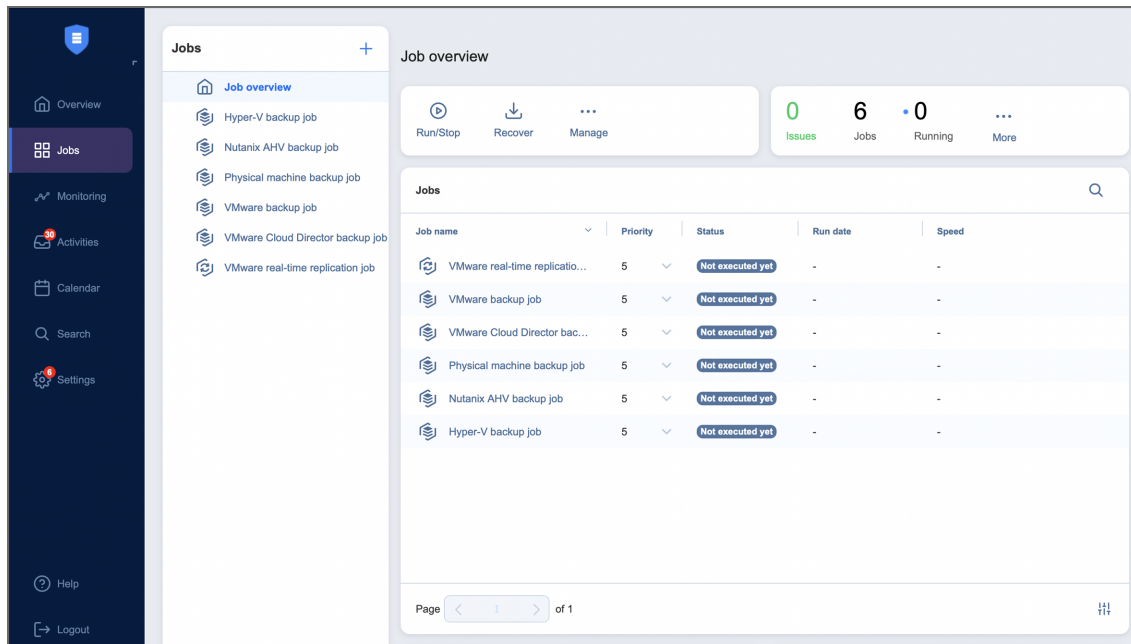 Overview
Jobs
Monitoring
30
Activities
Calendar
Search
6
Settings
Help
Logout
Jobs
Job overview
Hyper-V backup job
Nutanix AHV backup job
Physical machine backup job
VMware backup job
VMware Cloud Director backup job
VMware real-time replication job
Job overview
Run/Stop Recover Manage
0 6 0
Issues Jobs Running More
Jobs
Job name Priority Status Run date Speed
VMware real-time replicatio... 5 Not executed yet - -
VMware backup job 5 Not executed yet - -
VMware Cloud Director bac... 5 Not executed yet - -
Physical machine backup job 5 Not executed yet - -
Nutanix AHV backup job 5 Not executed yet - -
Hyper-V backup job 5 Not executed yet - -
Page 1 of 1